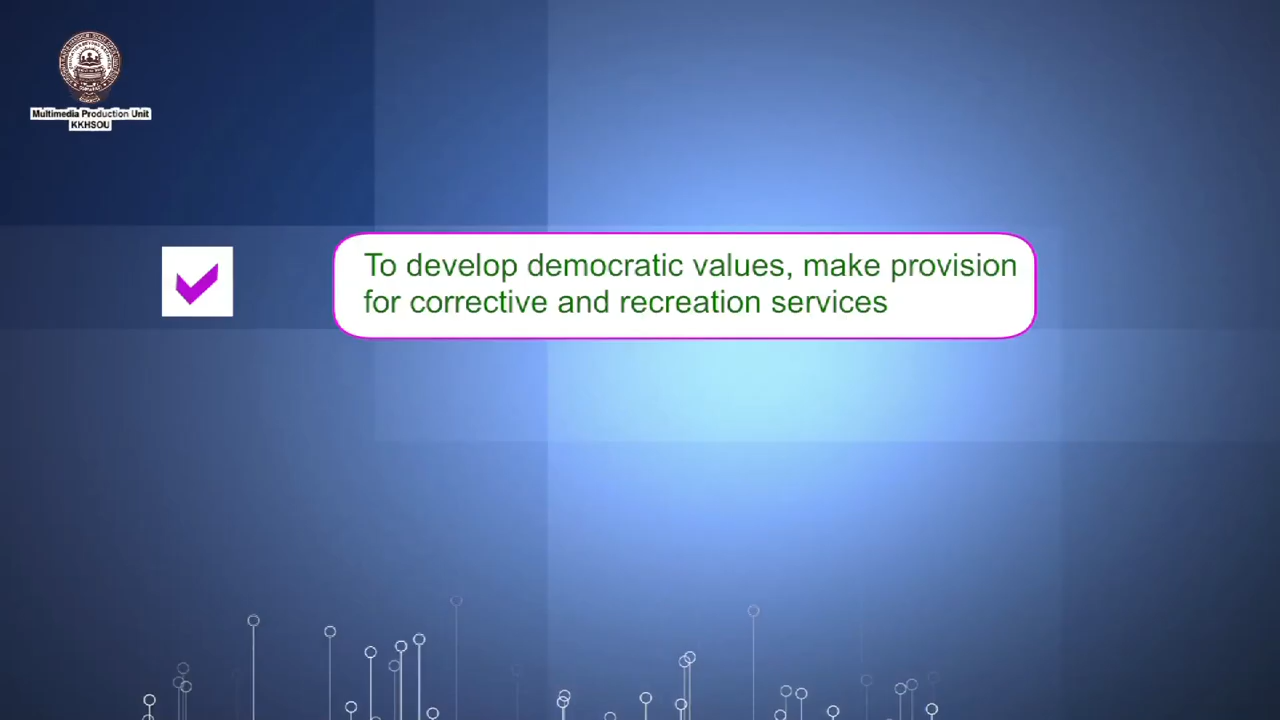 Multimedia Production Unit
KKHSOU
To develop democratic values, make provision
for corrective and recreation services